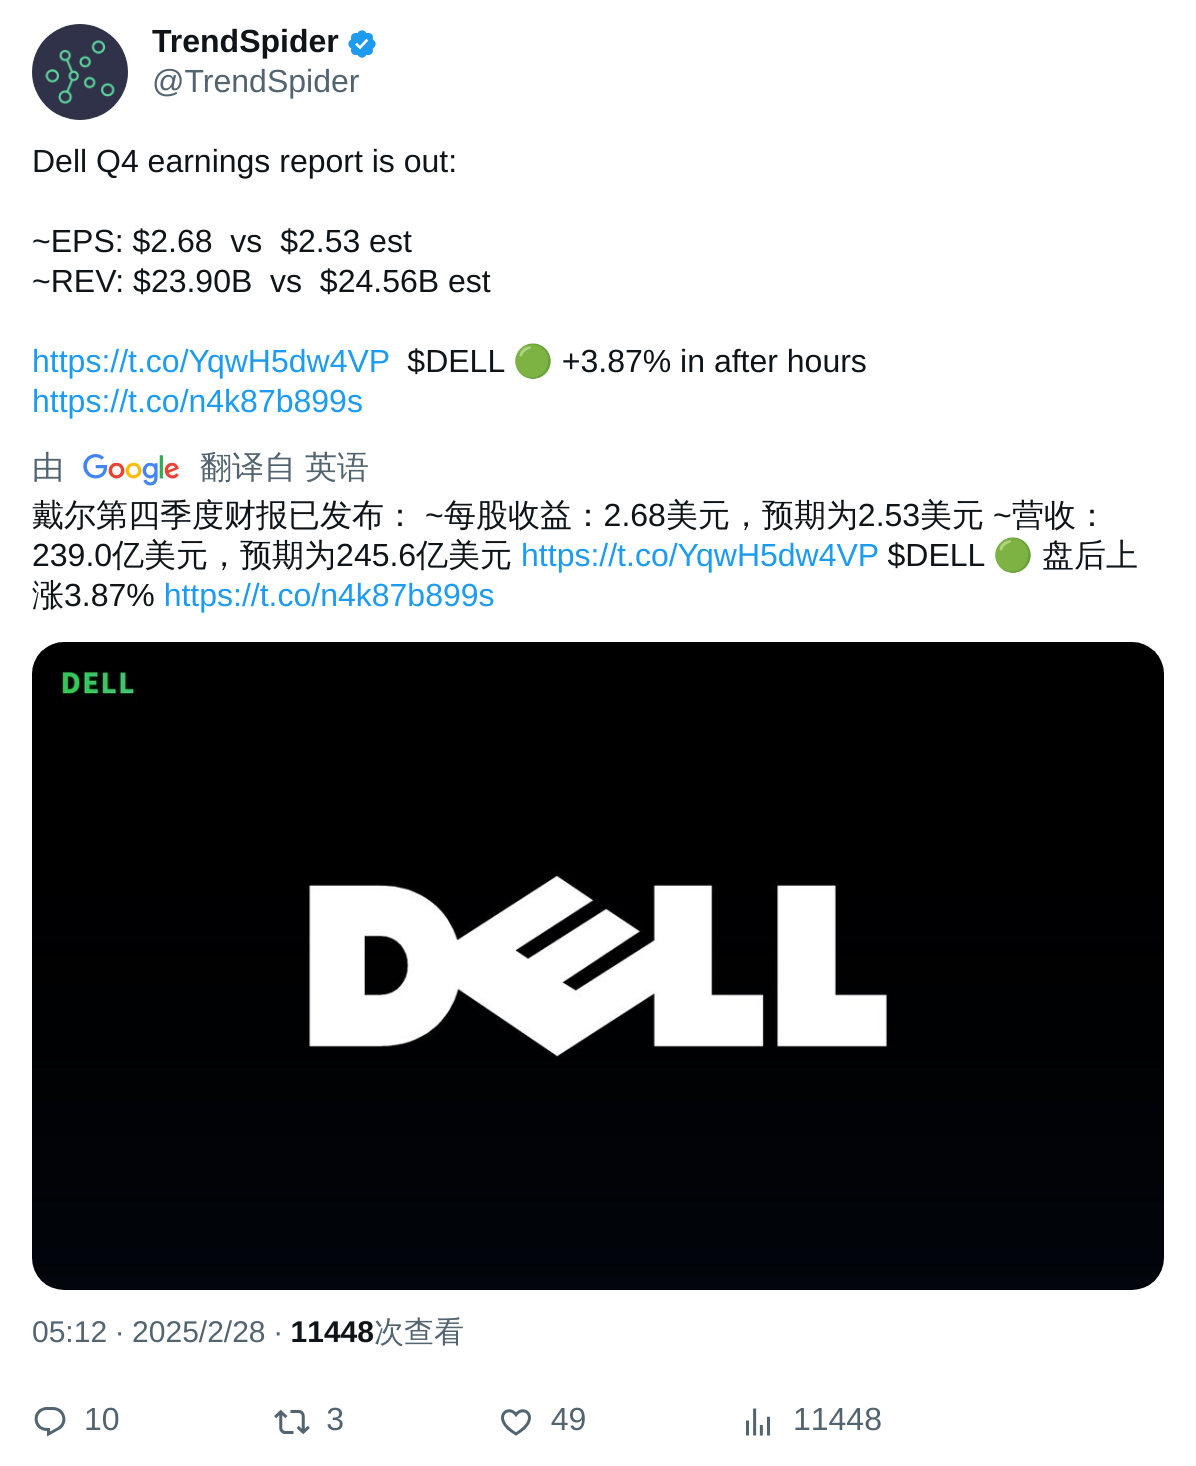 TrendSpider
@TrendSpider
Dell Q4 earnings report is out:
~EPS: $2.68  vs  $2.53 est
~REV: $23.90B  vs  $24.56B est
https://t.co/YqwH5dw4VP  $DELL 🟢 +3.87% in after hours
https://t.co/n4k87b899s
由 Google 翻译自 英语
戴尔第四季度财报已发布： ~每股收益：2.68美元，预期为2.53美元 ~营收：
239.0亿美元，预期为245.6亿美元 https://t.co/YqwH5dw4VP $DELL 🟢 盘后上
涨3.87% https://t.co/n4k87b899s
DELL
DELL
05:12 · 2025/2/28 · 11448次查看
10 3 49 11448